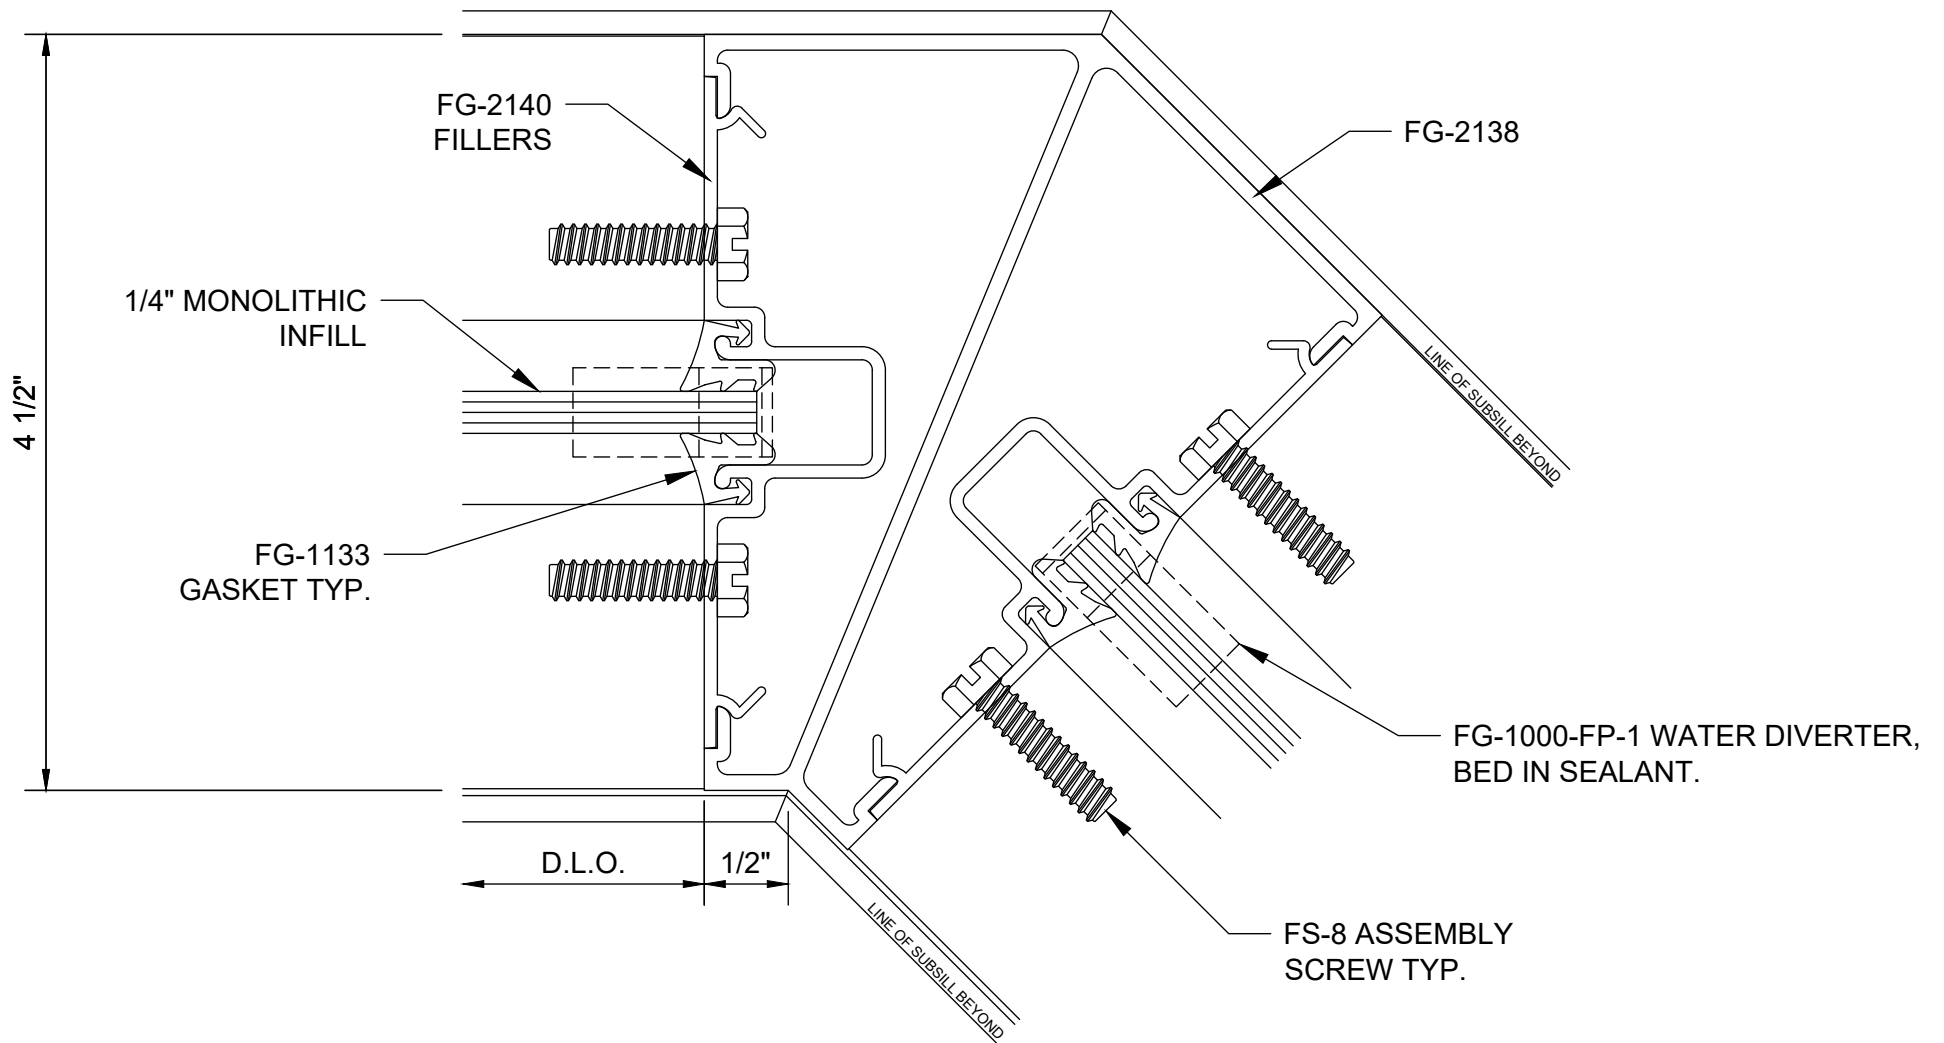 FG-2140
FILLERS
FG-2138
1/4" MONOLITHIC
INFILL
4 1/2"
LINE OF SUBSILL BEYOND
FG-1133
GASKET TYP.
FG-1000-FP-1 WATER DIVERTER,
BED IN SEALANT.
D.L.O.
1/2"
LINE OF SUBSILL BEYOND
FS-8 ASSEMBLY
SCREW TYP.